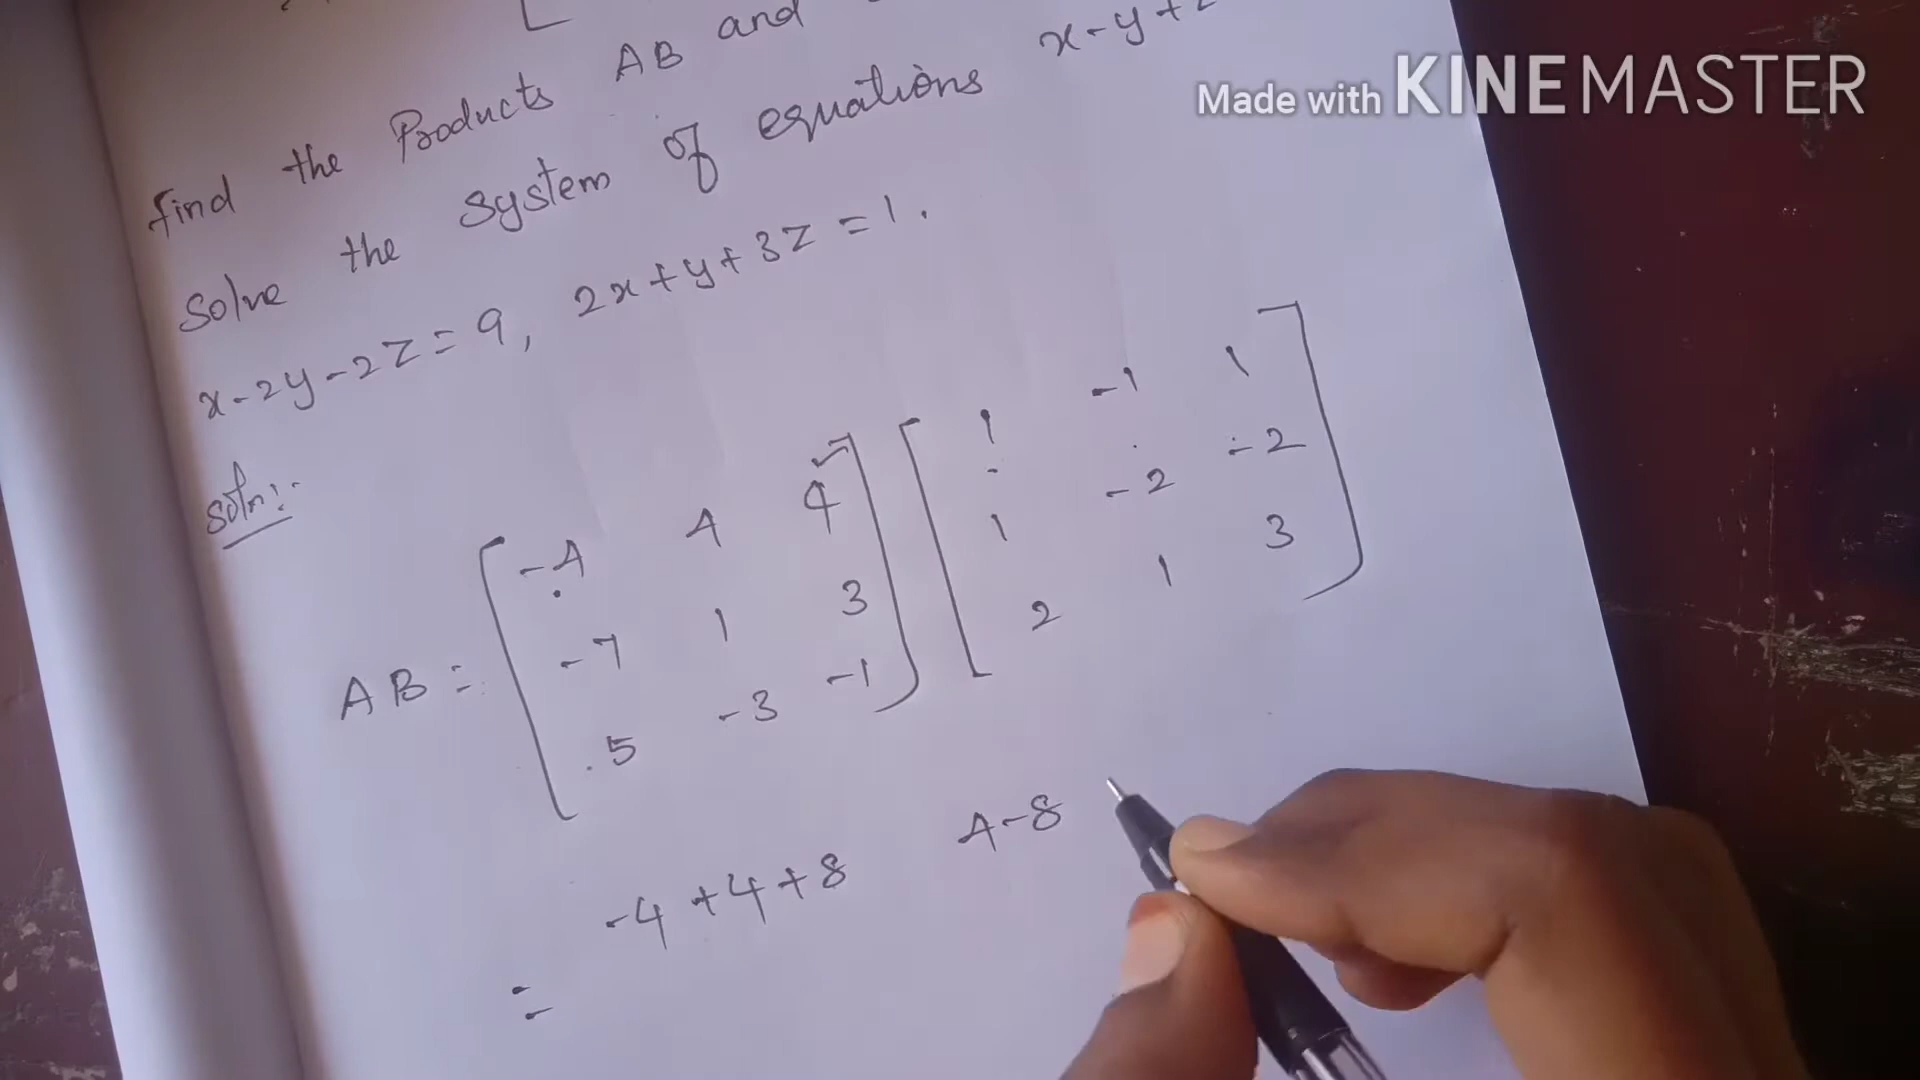 find the Products AB and
Solve the system of equations x-y+z
x-2y-2z=9, 2x+y+3z=1.
Made with KINEMASTER
Soln:-
AB = [ -4 4 4 ] [ 1 -1 1 ]
[ -7 1 3 ] [ 1 -2 -2 ]
[ 5 -3 -1 ] [ 2 1 3 ]
= -4+4+8 4-8